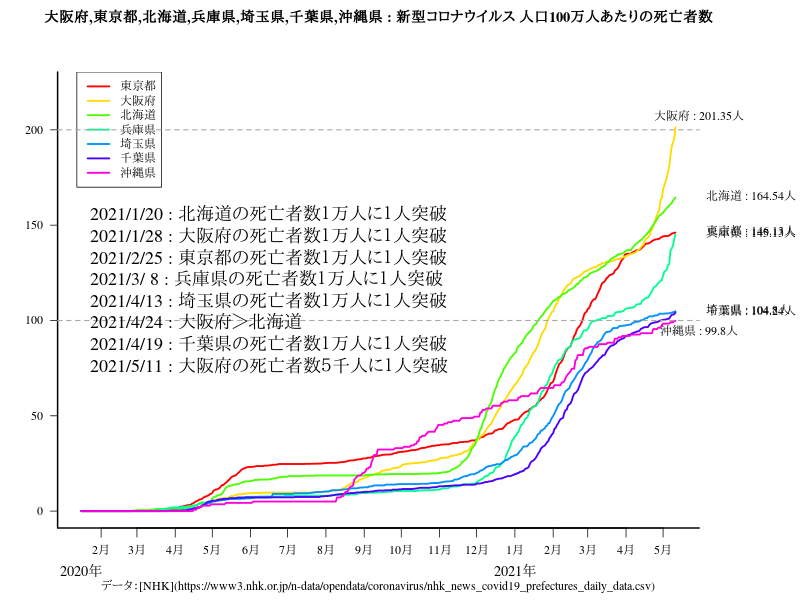 大阪府,東京都,北海道,兵庫県,埼玉県,千葉県,沖縄県 : 新型コロナウイルス 人口100万人あたりの死亡者数
東京都
大阪府
北海道
兵庫県
埼玉県
千葉県
沖縄県
大阪府 : 201.35人
北海道 : 164.54人
沖縄県 : 99.8人
2021/1/20 : 北海道の死亡者数1万人に1人突破
2021/1/28 : 大阪府の死亡者数1万人に1人突破
2021/2/25 : 東京都の死亡者数1万人に1人突破
2021/3/ 8 : 兵庫県の死亡者数1万人に1人突破
2021/4/13 : 埼玉県の死亡者数1万人に1人突破
2021/4/24 : 大阪府＞北海道
2021/4/19 : 千葉県の死亡者数1万人に1人突破
2021/5/11 : 大阪府の死亡者数5千人に1人突破
200
150
100
50
0
2月 3月 4月 5月 6月 7月 8月 9月 10月 11月 12月 1月 2月 3月 4月 5月
2020年 2021年
データ : [NHK](https://www3.nhk.or.jp/n-data/opendata/coronavirus/nhk_news_covid19_prefectures_daily_data.csv)